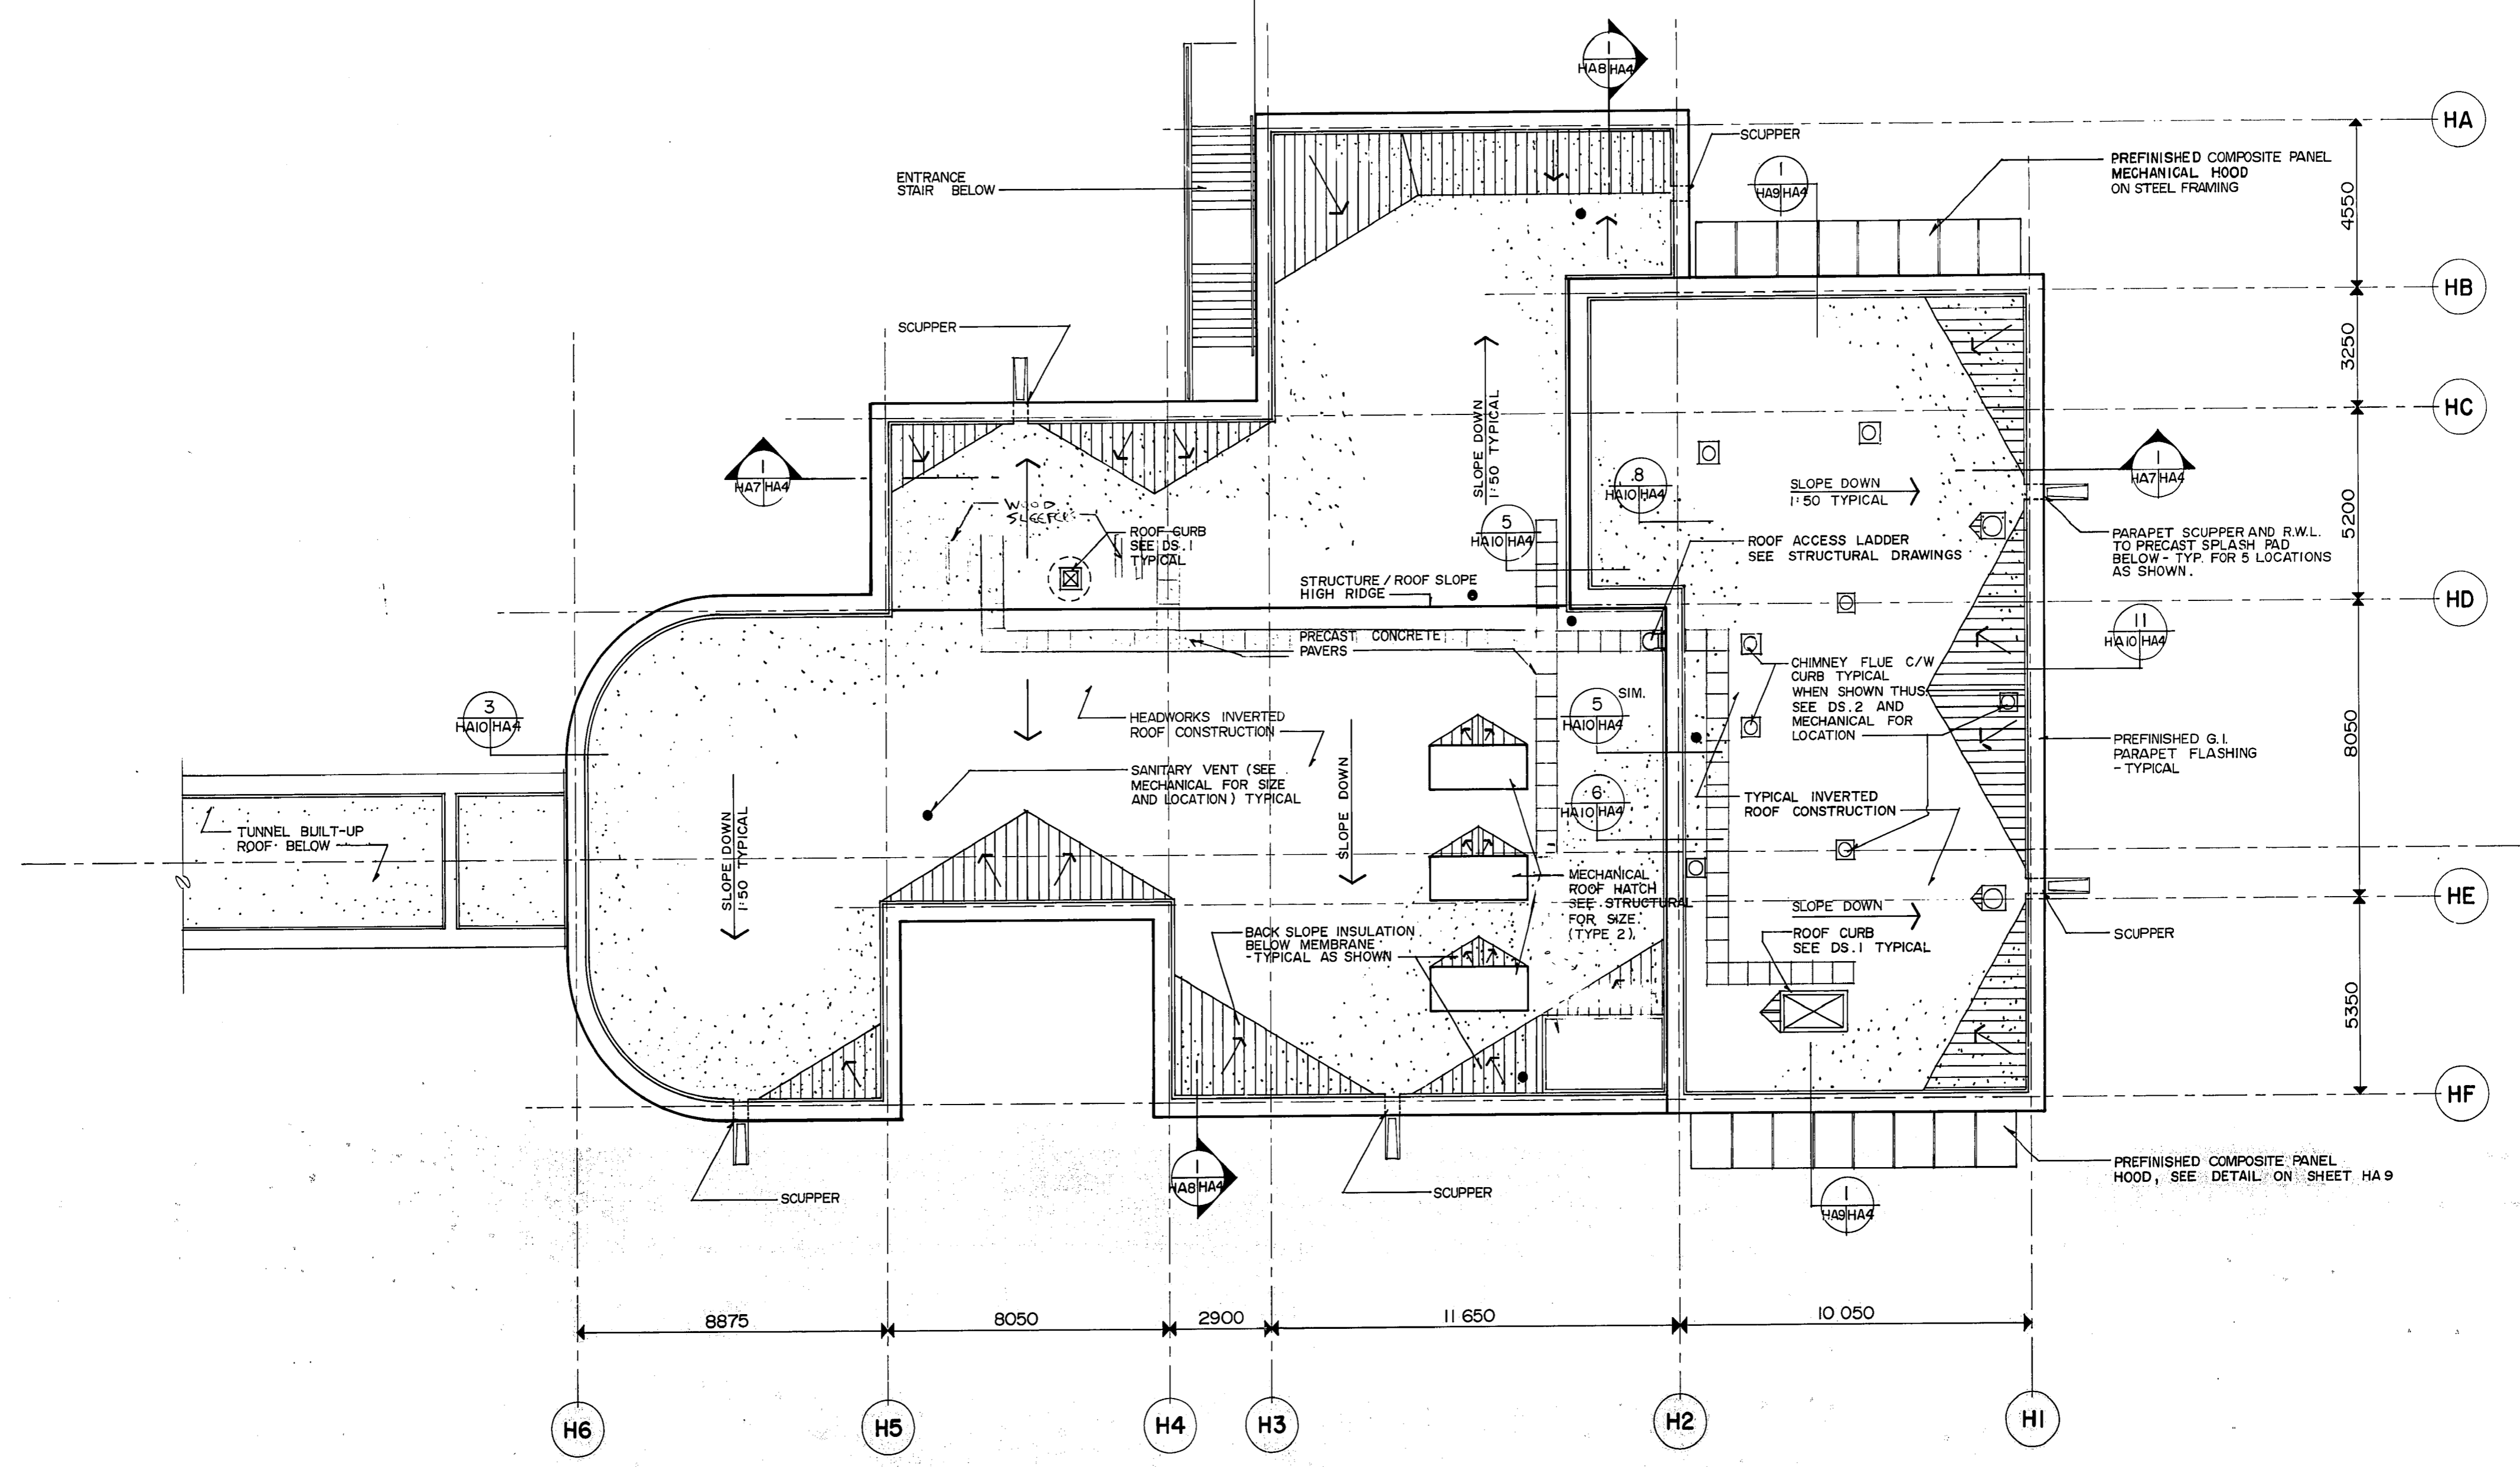 1
HA8 HA4
HA
SCUPPER
1
HA9 HA4
PREFINISHED COMPOSITE PANEL
MECHANICAL HOOD
ON STEEL FRAMING
ENTRANCE
STAIR BELOW
4550
HB
SCUPPER
3250
SLOPE DOWN
1:50 TYPICAL
HC
1
HA7 HA4
8
HA10 HA4
SLOPE DOWN
1:50 TYPICAL
1
HA7 HA4
WOOD
ROOF CURB
SEE DS.1
TYPICAL
5
HA10 HA4
ROOF ACCESS LADDER
SEE STRUCTURAL DRAWINGS
PARAPET SCUPPER AND R.W.L.
TO PRECAST SPLASH PAD
BELOW - TYP. FOR 5 LOCATIONS
AS SHOWN.
5200
STRUCTURE / ROOF SLOPE
HIGH RIDGE
HD
PRECAST CONCRETE
PAVERS
11
HA10 HA4
3
HA10 HA4
HEADWORKS INVERTED
ROOF CONSTRUCTION
5
SIM.
HA10 HA4
CHIMNEY FLUE C/W
CURB TYPICAL
WHEN SHOWN THUS.
SEE DS.2 AND
MECHANICAL FOR
LOCATION
PREFINISHED G.I.
PARAPET FLASHING
- TYPICAL
8050
SANITARY VENT (SEE
MECHANICAL FOR SIZE
AND LOCATION) TYPICAL
SLOPE DOWN
6
HA10 HA4
TYPICAL INVERTED
ROOF CONSTRUCTION
TUNNEL BUILT-UP
ROOF BELOW
SLOPE DOWN
1:50 TYPICAL
MECHANICAL
ROOF HATCH
SEE STRUCTURAL
FOR SIZE.
(TYPE 2).
HE
SLOPE DOWN
ROOF CURB
SEE DS.1 TYPICAL
SCUPPER
BACK SLOPE INSULATION
BELOW MEMBRANE
- TYPICAL AS SHOWN
5350
HF
SCUPPER
1
HA8 HA4
SCUPPER
1
HA9 HA4
PREFINISHED COMPOSITE PANEL
HOOD, SEE DETAIL ON SHEET HA9
8875
8050
2900
11 650
10 050
H6
H5
H4
H3
H2
H1